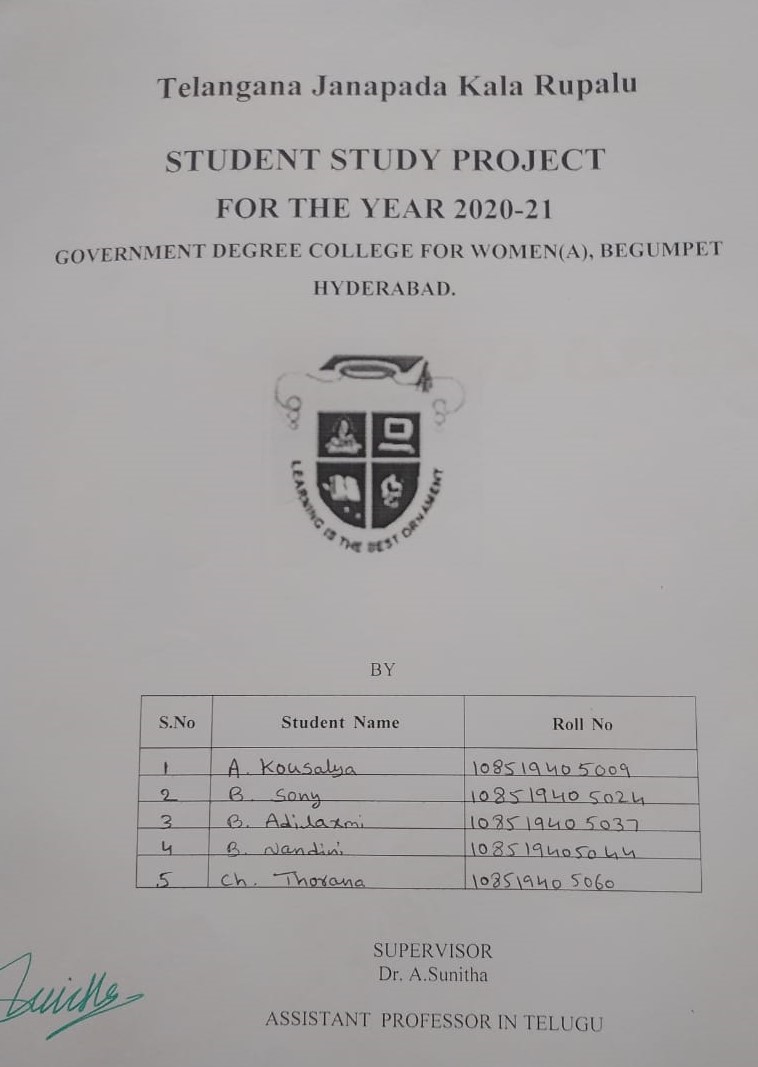 Telangana Janapada Kala Rupalu
STUDENT STUDY PROJECT
FOR THE YEAR 2020-21
GOVERNMENT DEGREE COLLEGE FOR WOMEN(A), BEGUMPET
HYDERABAD.
LEARNING IS THE BEST ORNAMENT
BY
S.No Student Name Roll No
1 A. Kousalya 108519405009
2 B. Sony 108519405024
3 B. Adilaxmi 108519405037
4 B. Nandini 108519405044
5 Ch. Thorana 108519405060
SUPERVISOR
Dr. A.Sunitha
ASSISTANT PROFESSOR IN TELUGU